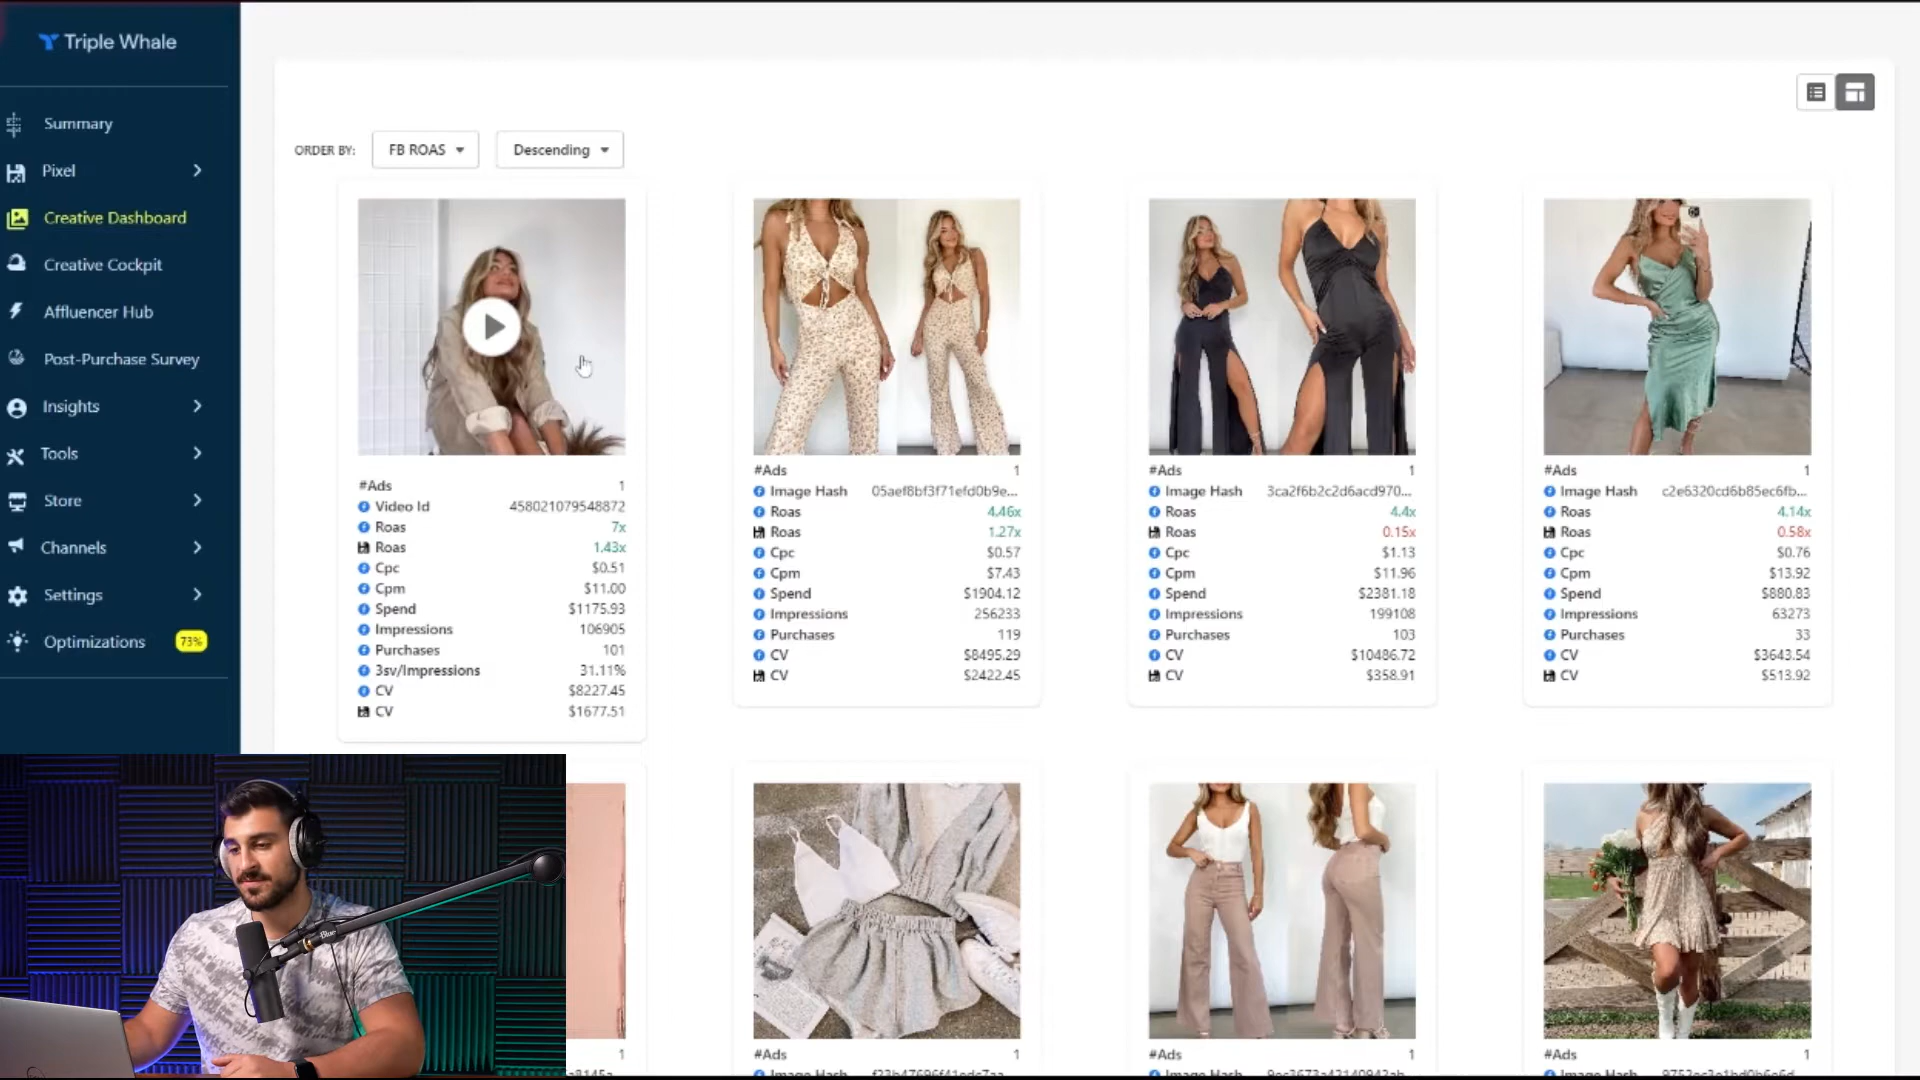 Triple Whale
Summary
Pixel
Creative Dashboard
Creative Cockpit
Affluencer Hub
Post-Purchase Survey
Insights
Tools
Store
Channels
Settings
Optimizations 73%
ORDER BY: FB ROAS Descending
#Ads 1
Video Id 458021079548872
Roas 7x
Roas 1.43x
Cpc $0.51
Cpm $11.00
Spend $1175.93
Impressions 106905
Purchases 101
3sv/Impressions 31.11%
CV $8227.45
CV $1677.51
#Ads 1
Image Hash 05aef8bf3f71efd0b9e...
Roas 4.46x
Roas 1.27x
Cpc $0.57
Cpm $7.43
Spend $1904.12
Impressions 256233
Purchases 119
CV $8495.29
CV $2422.45
#Ads 1
Image Hash 3ca2f6b2c2d6acd970...
Roas 4.4x
Roas 0.15x
Cpc $1.13
Cpm $11.96
Spend $2381.18
Impressions 199108
Purchases 103
CV $10486.72
CV $358.91
#Ads 1
Image Hash c2e6320cd6b85ec6fb...
Roas 4.14x
Roas 0.58x
Cpc $0.76
Cpm $13.92
Spend $880.83
Impressions 63273
Purchases 33
CV $3643.54
CV $513.92
1
#Ads 1
Image Hash
#Ads 1
Image Hash
#Ads 1
Image Hash
Blue